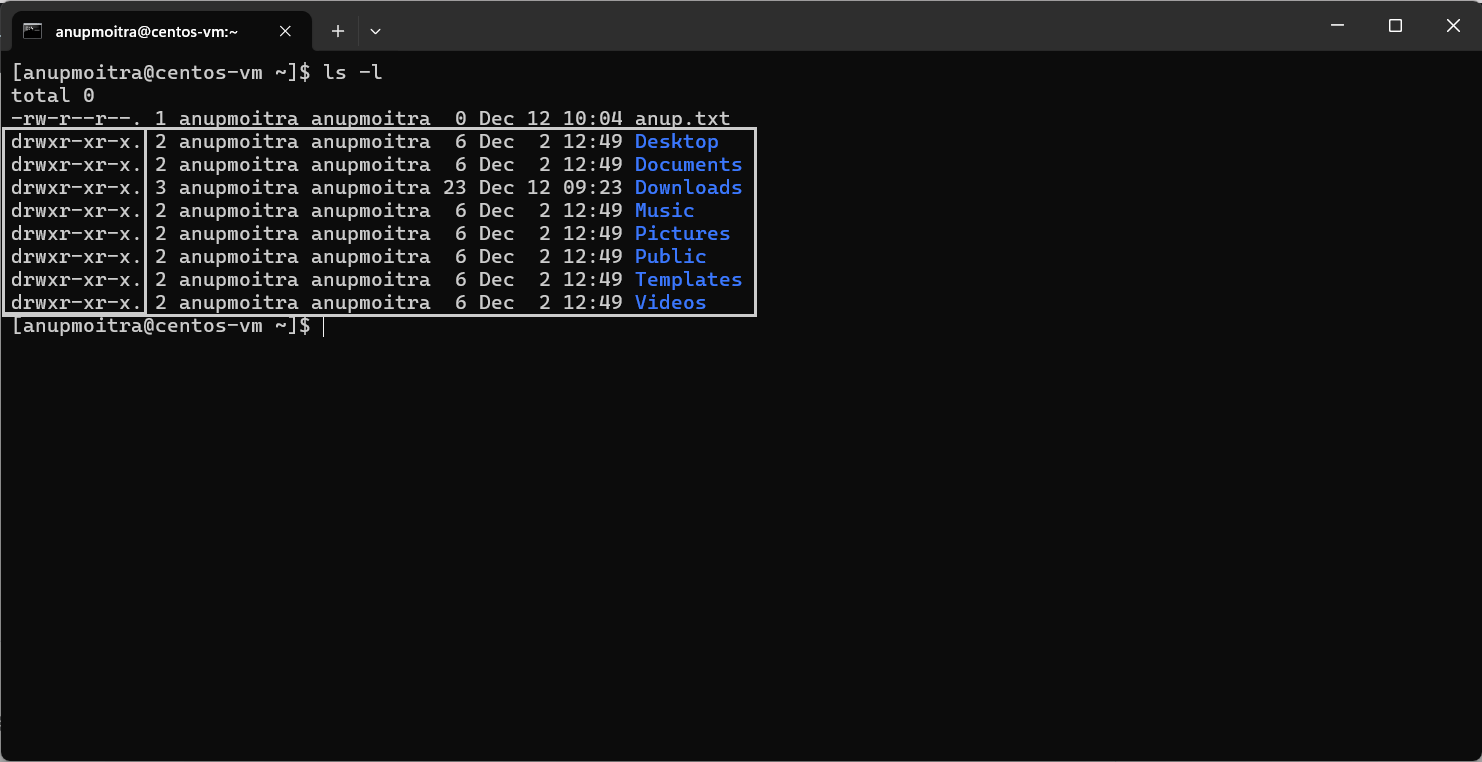 anupmoitra@centos-vm:~
[anupmoitra@centos-vm ~]$ ls -l
total 0
-rw-r--r--. 1 anupmoitra anupmoitra  0 Dec 12 10:04 anup.txt
drwxr-xr-x. 2 anupmoitra anupmoitra  6 Dec  2 12:49 Desktop
drwxr-xr-x. 2 anupmoitra anupmoitra  6 Dec  2 12:49 Documents
drwxr-xr-x. 3 anupmoitra anupmoitra 23 Dec 12 09:23 Downloads
drwxr-xr-x. 2 anupmoitra anupmoitra  6 Dec  2 12:49 Music
drwxr-xr-x. 2 anupmoitra anupmoitra  6 Dec  2 12:49 Pictures
drwxr-xr-x. 2 anupmoitra anupmoitra  6 Dec  2 12:49 Public
drwxr-xr-x. 2 anupmoitra anupmoitra  6 Dec  2 12:49 Templates
drwxr-xr-x. 2 anupmoitra anupmoitra  6 Dec  2 12:49 Videos
[anupmoitra@centos-vm ~]$